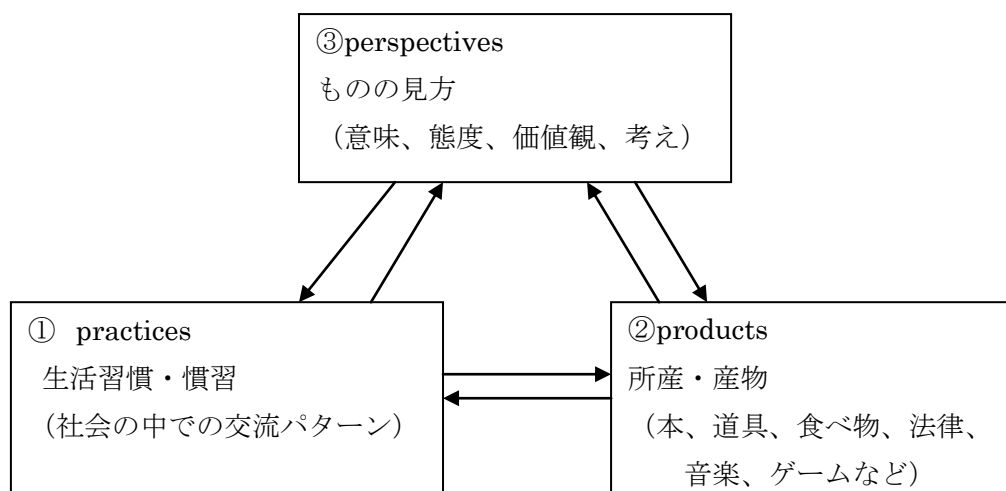 ③perspectives
ものの見方
（意味、態度、価値観、考え）
① practices
生活習慣・慣習
（社会の中での交流パターン）
②products
所産・産物
（本、道具、食べ物、法律、
音楽、ゲームなど）